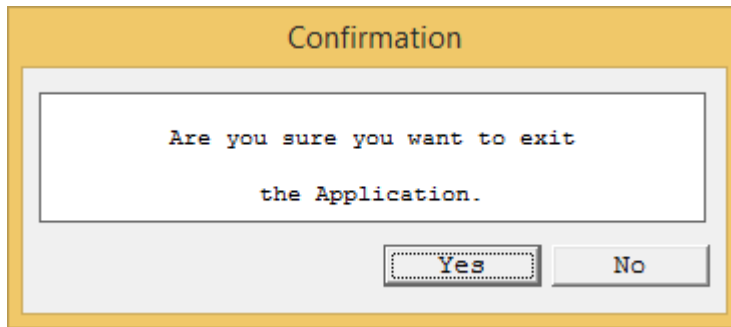 Confirmation
Are you sure you want to exit
the Application.
Yes No